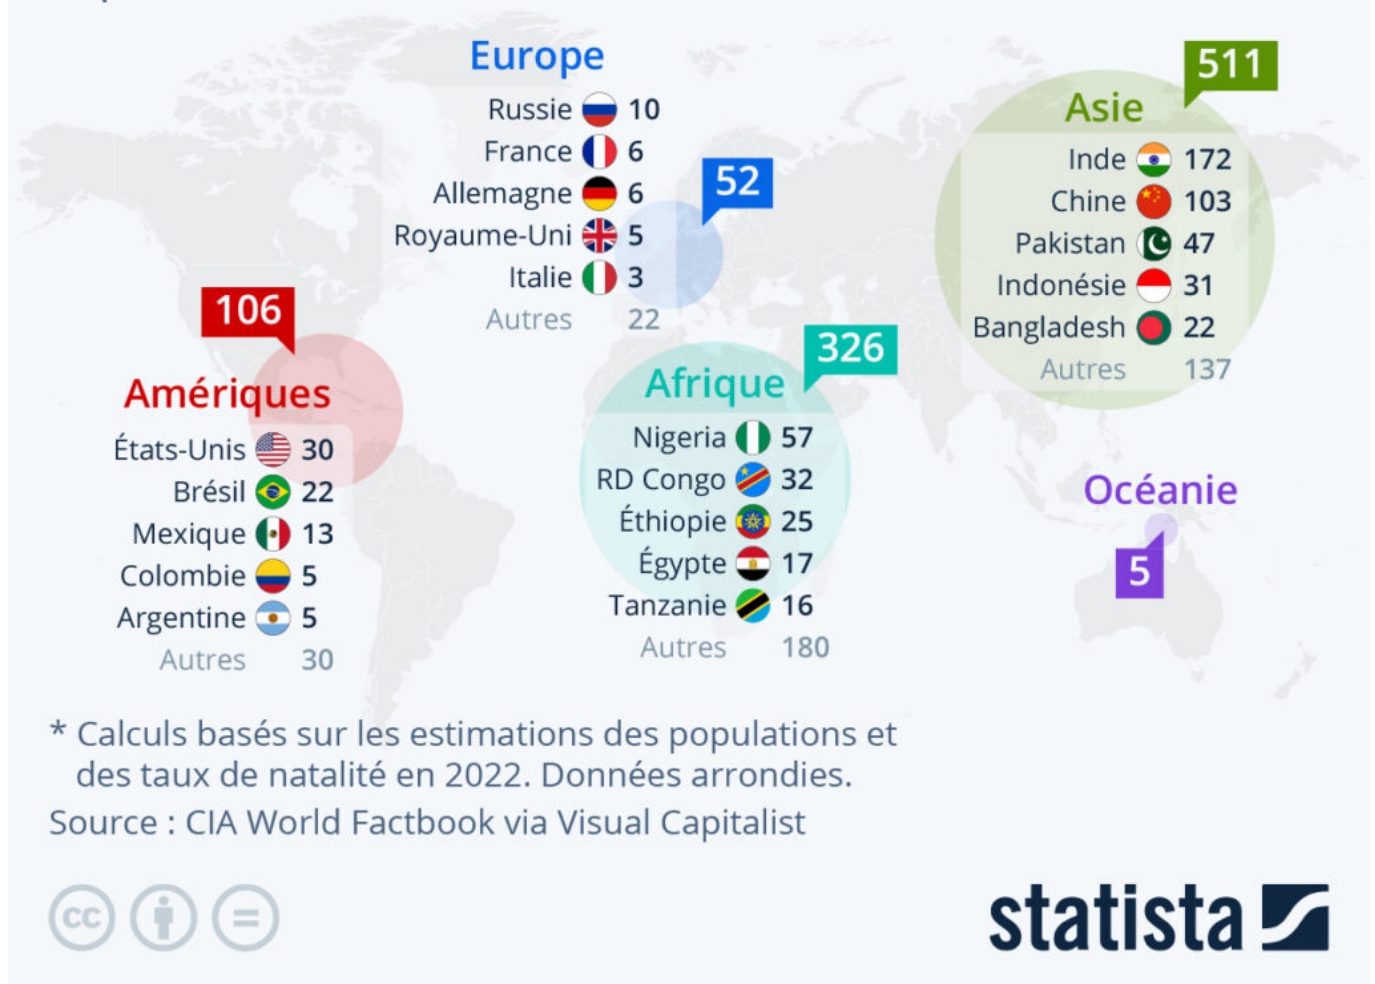 Europe
Russie 10
France 6
Allemagne 6
Royaume-Uni 5
Italie 3
Autres 22
52
511
Asie
Inde 172
Chine 103
Pakistan 47
Indonésie 31
Bangladesh 22
Autres 137
106
Amériques
États-Unis 30
Brésil 22
Mexique 13
Colombie 5
Argentine 5
Autres 30
326
Afrique
Nigeria 57
RD Congo 32
Éthiopie 25
Égypte 17
Tanzanie 16
Autres 180
Océanie
5
* Calculs basés sur les estimations des populations et
des taux de natalité en 2022. Données arrondies.
Source : CIA World Factbook via Visual Capitalist
cc
statista